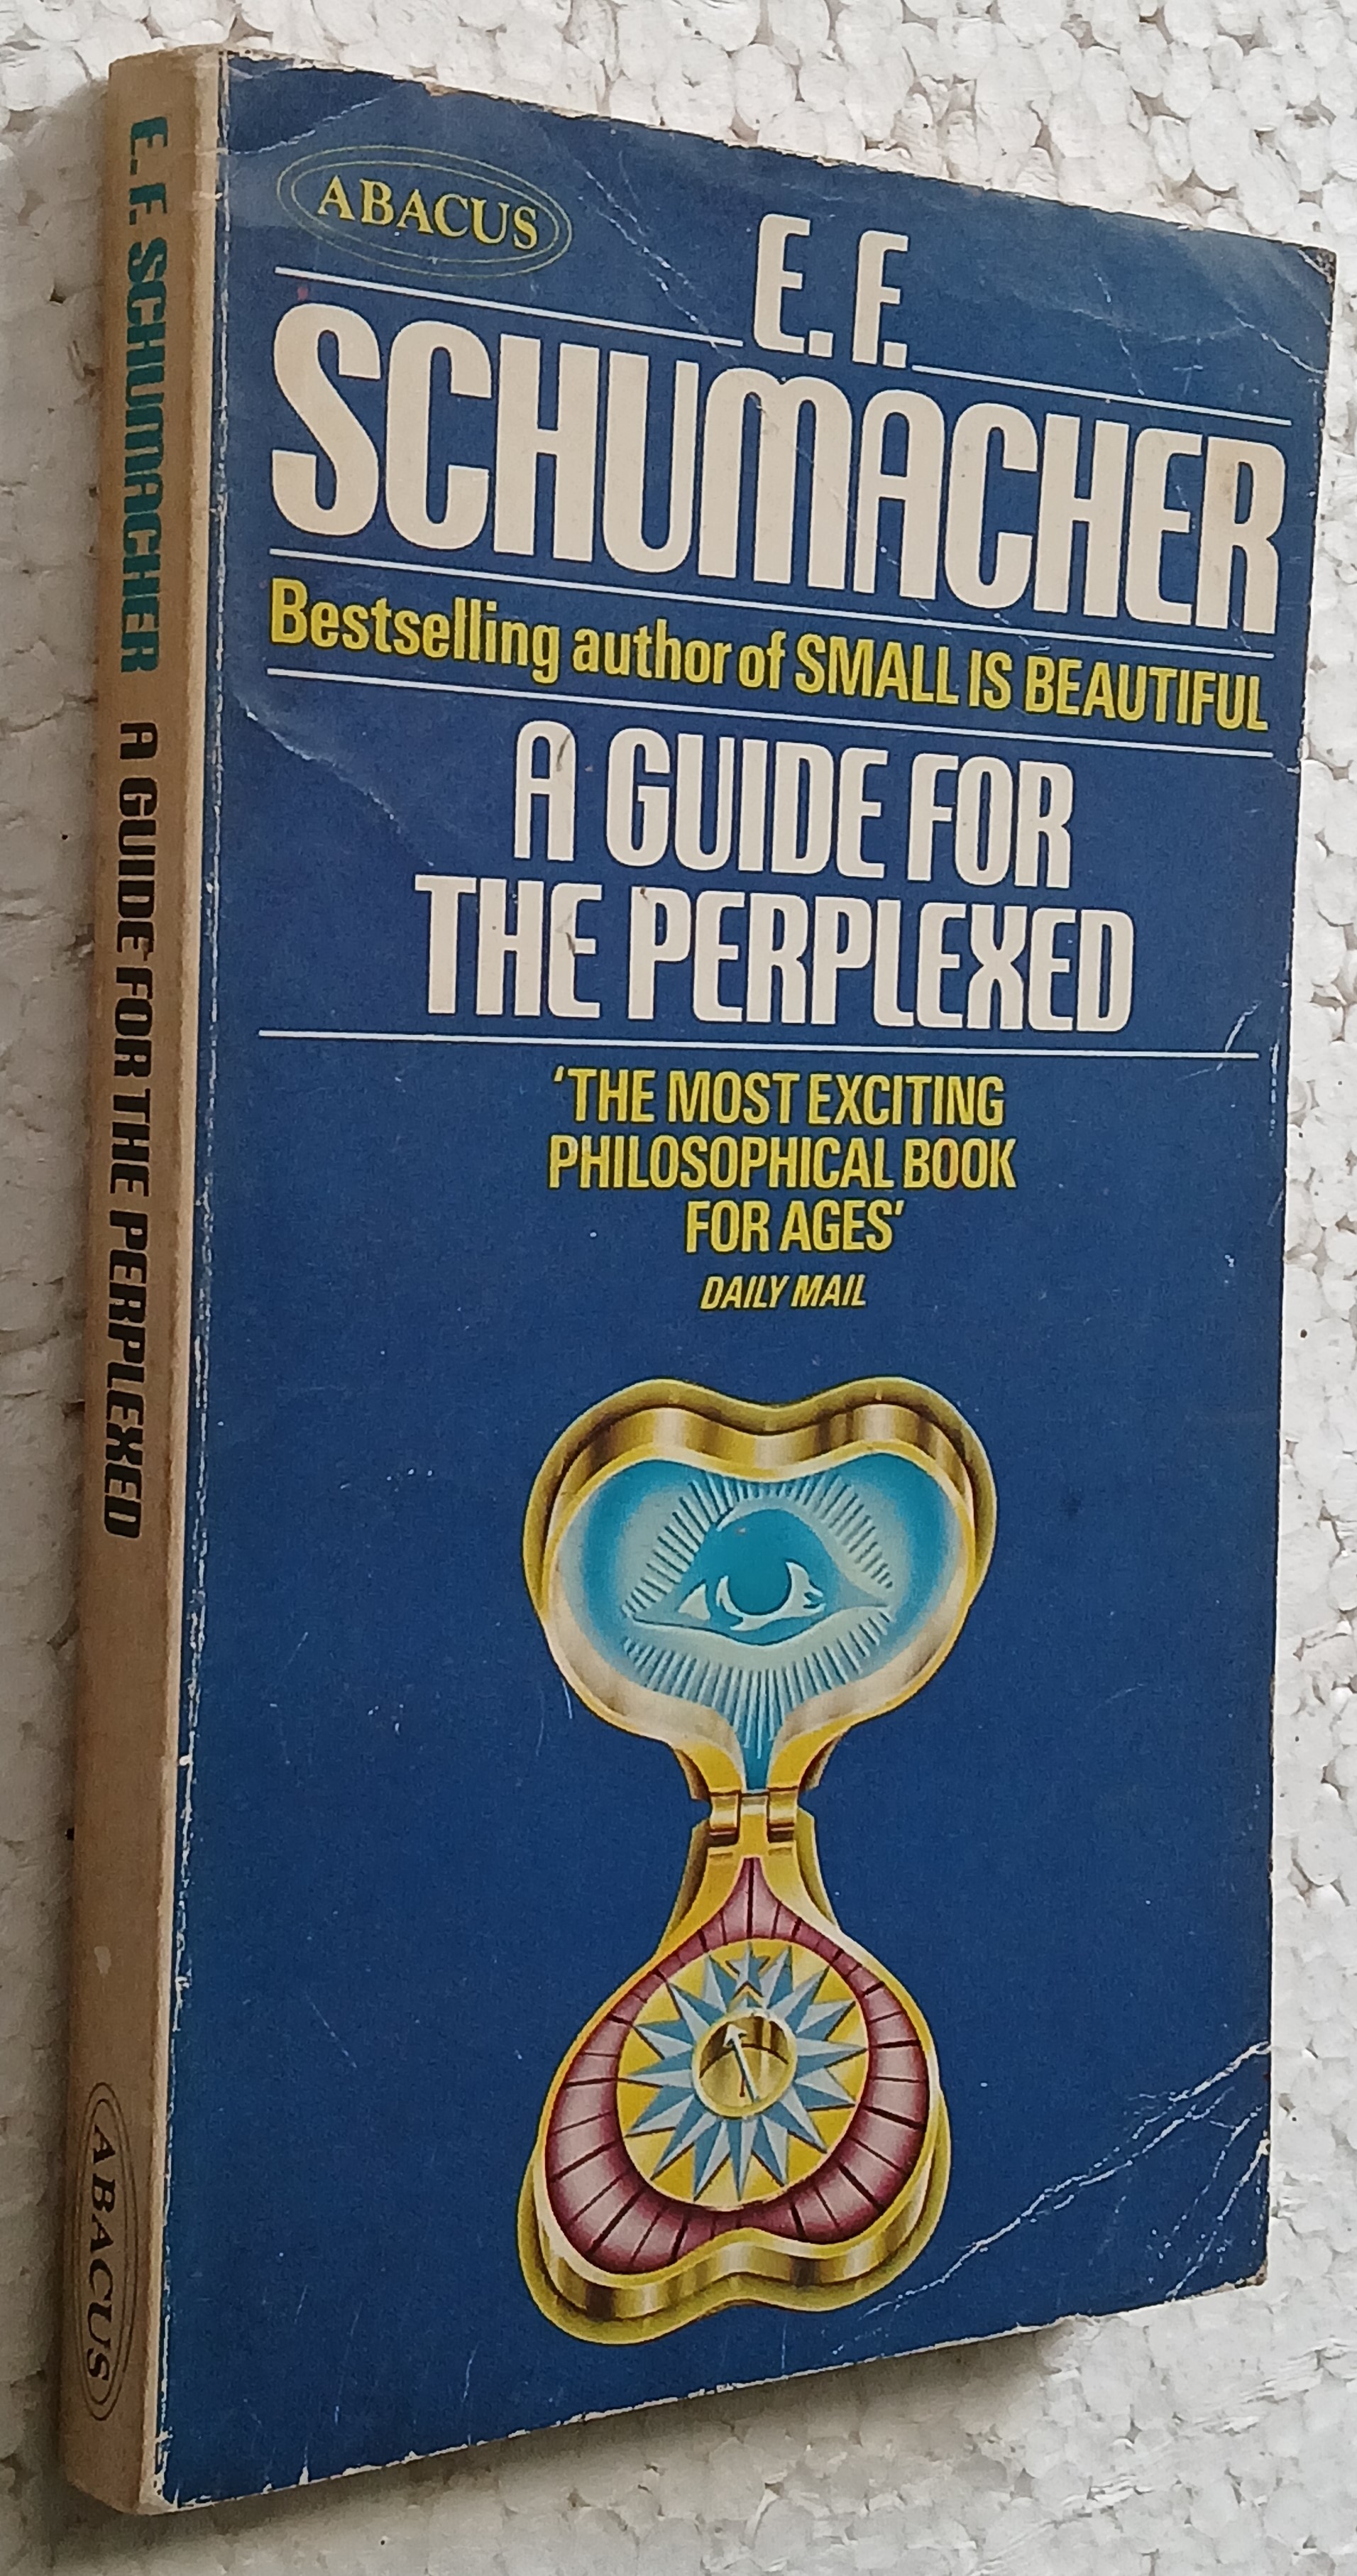 E. F. SCHUMACHER A GUIDE FOR THE PERPLEXED
ABACUS
ABACUS
E. F.
SCHUMACHER
Bestselling author of SMALL IS BEAUTIFUL
A GUIDE FOR
THE PERPLEXED
‘THE MOST EXCITING
PHILOSOPHICAL BOOK
FOR AGES’
DAILY MAIL